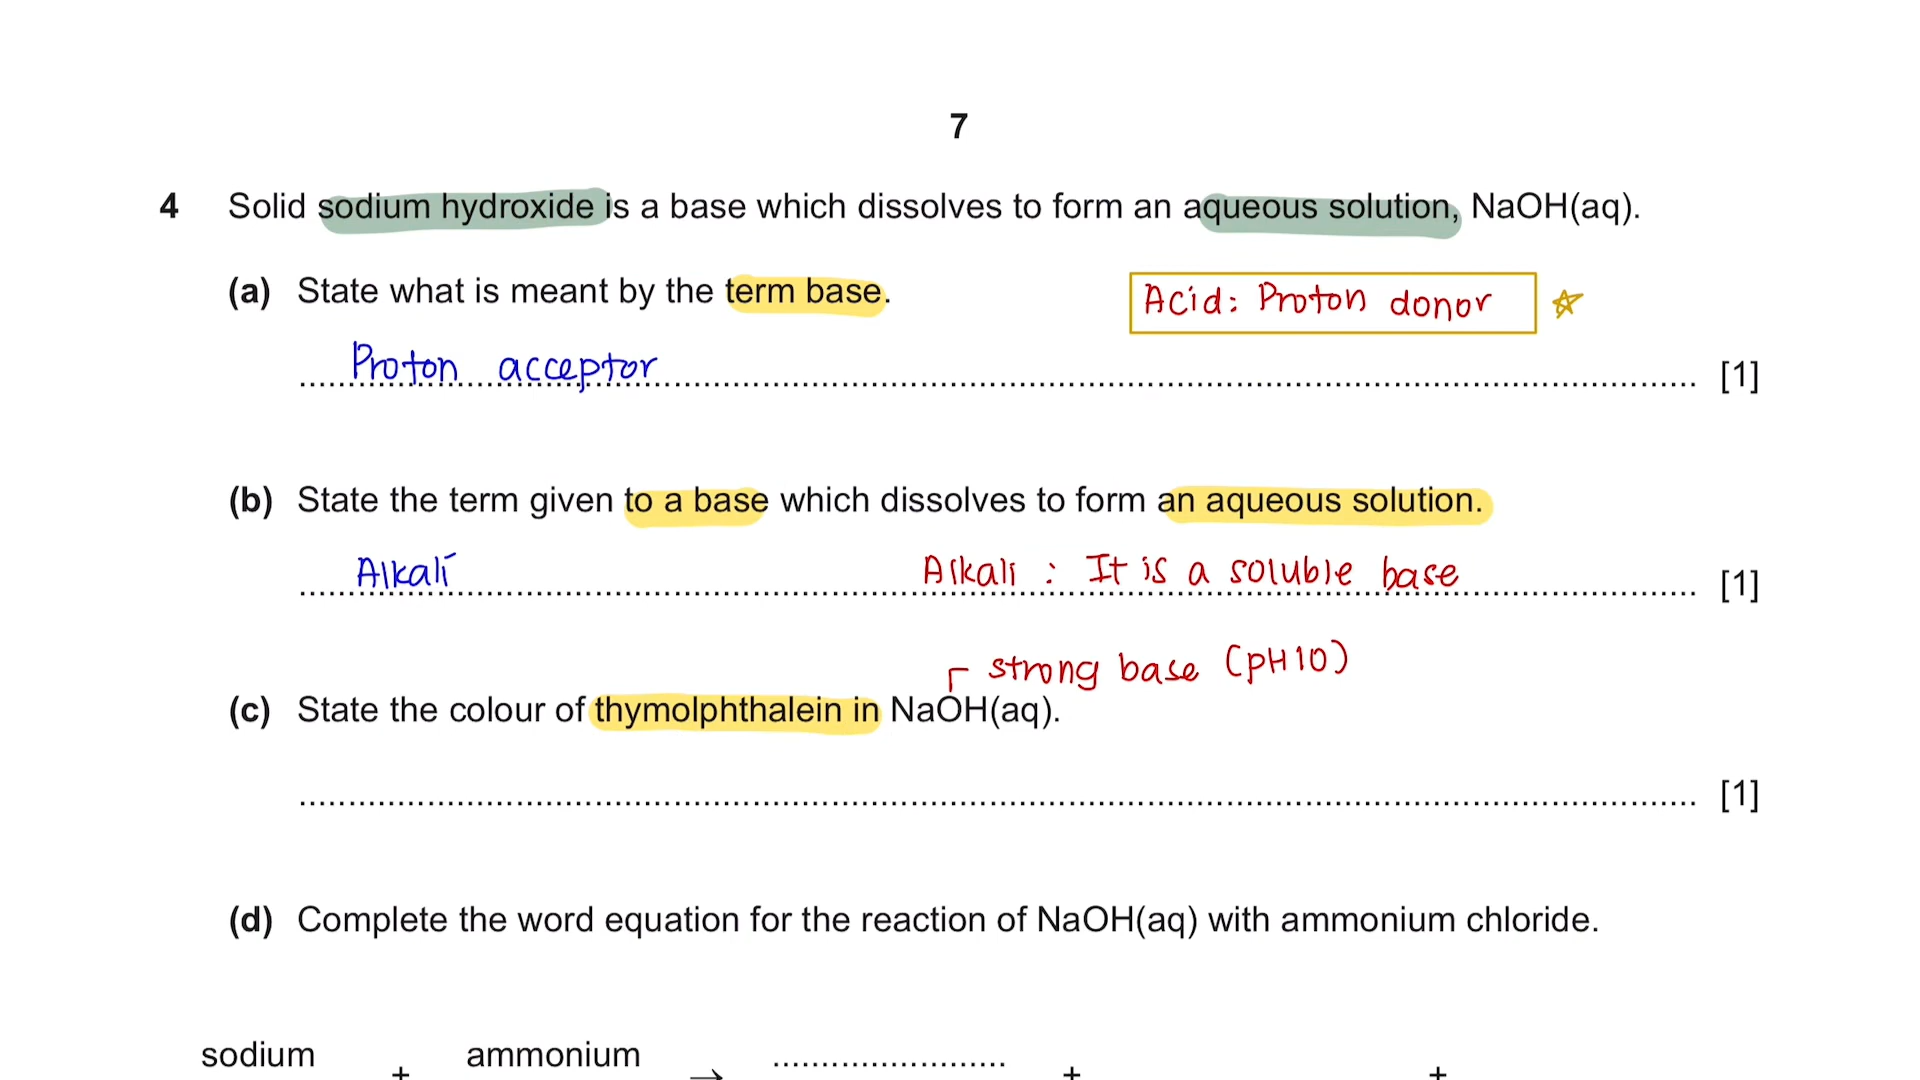 7
4 Solid sodium hydroxide is a base which dissolves to form an aqueous solution, NaOH(aq).
(a) State what is meant by the term base.
Acid: Proton donor
Proton acceptor [1]
(b) State the term given to a base which dissolves to form an aqueous solution.
Alkali Alkali : It is a soluble base [1]
strong base (pH10)
(c) State the colour of thymolphthalein in NaOH(aq).
[1]
(d) Complete the word equation for the reaction of NaOH(aq) with ammonium chloride.
sodium + ammonium → .......................... + +